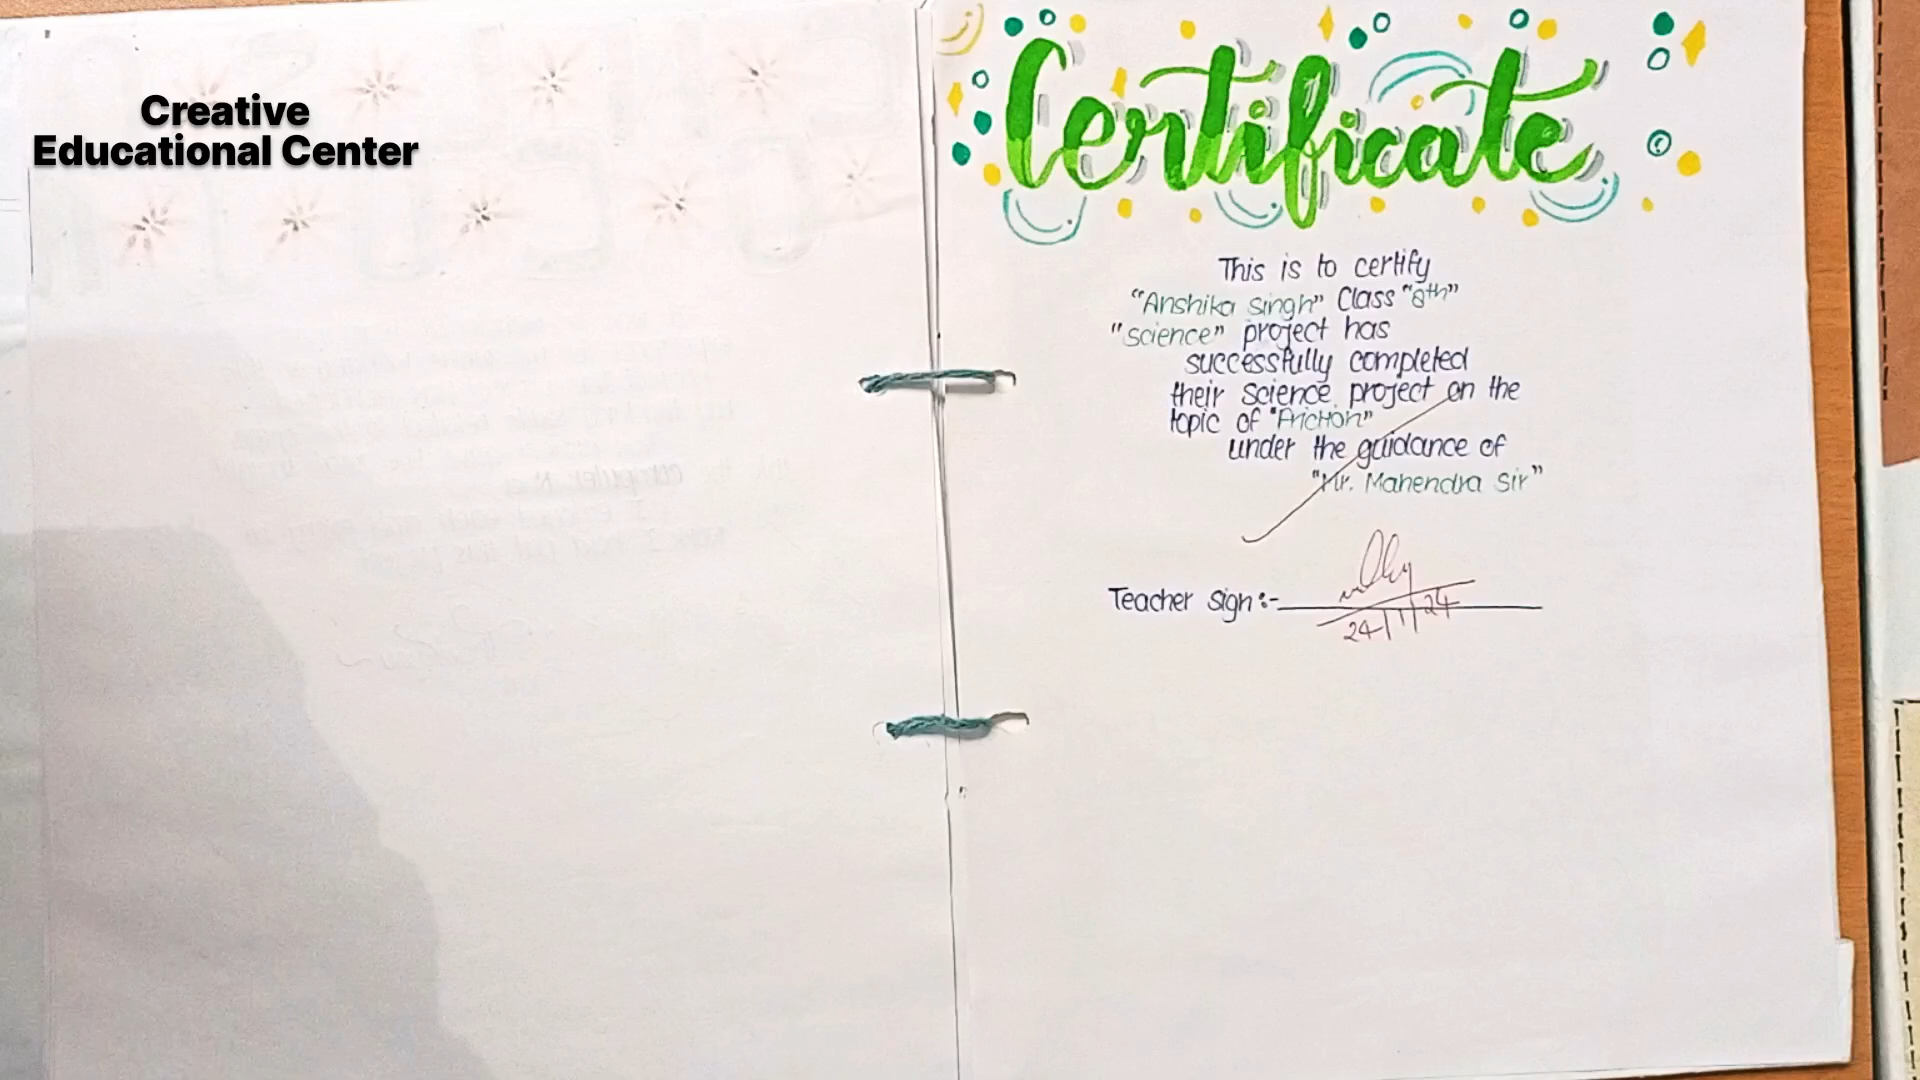 Creative
Educational Center
Certificate
This is to certify
"Anshika Singh" Class "8th"
"Science" project has
successfully completed
their science project on the
topic of "Friction"
under the guidance of
"Mr. Mahendra Sir"
Teacher Sign:-
24/1/24